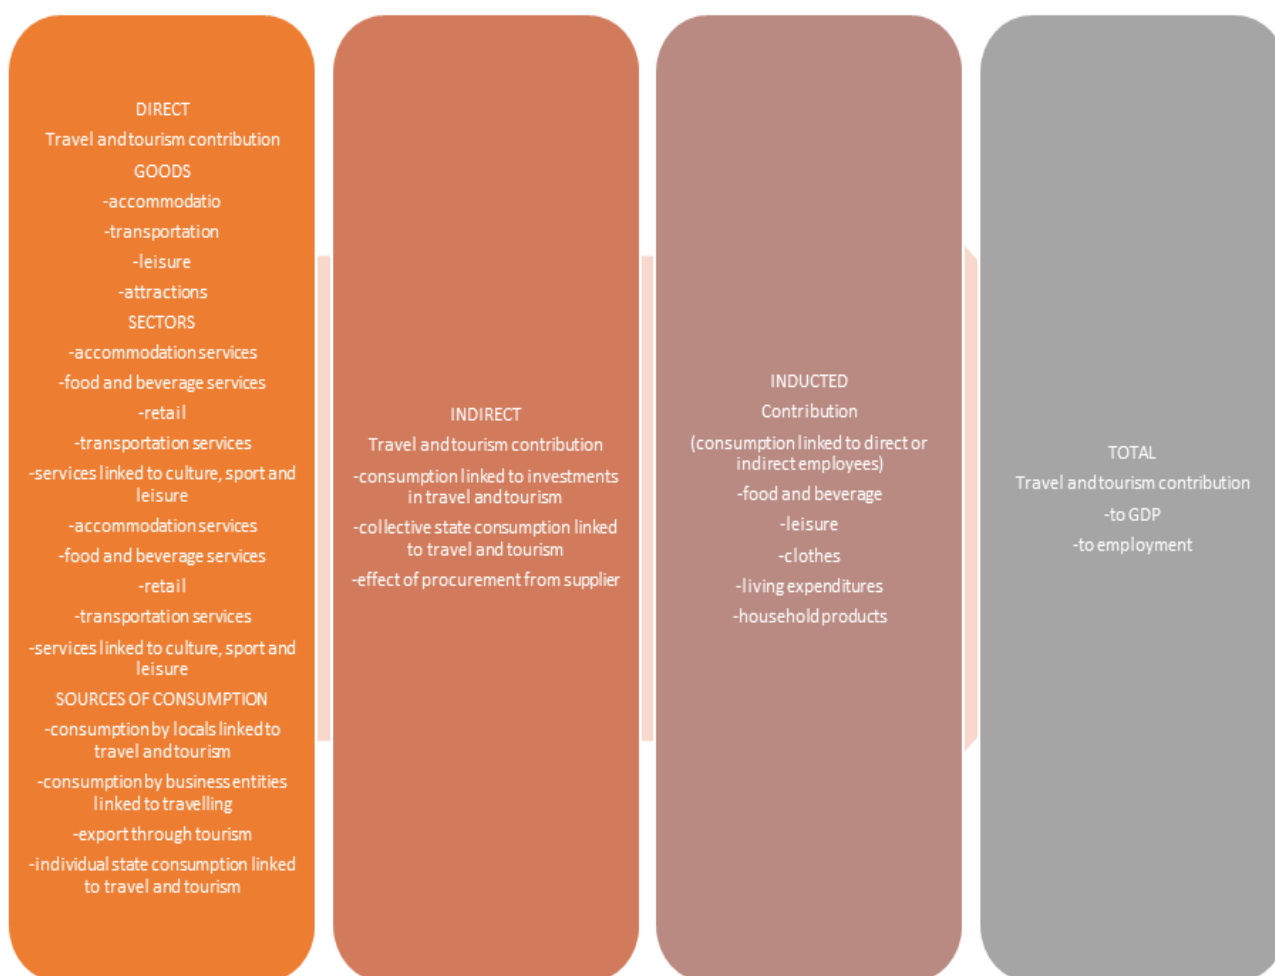 DIRECT
Travel and tourism contribution
GOODS
-accommodatio
-transportation
-leisure
-attractions
SECTORS
-accommodation services
-food and beverage services
-retail
-transportation services
-services linked to culture, sport and
leisure
-accommodation services
-food and beverage services
-retail
-transportation services
-services linked to culture, sport and
leisure
SOURCES OF CONSUMPTION
-consumption by locals linked to
travel and tourism
-consumption by business entities
linked to travelling
-export through tourism
-individual state consumption linked
to travel and tourism
INDIRECT
Travel and tourism contribution
-consumption linked to investments
in travel and tourism
-collective state consumption linked
to travel and tourism
-effect of procurement from supplier
INDUCTED
Contribution
(consumption linked to direct or
indirect employees)
-food and beverage
-leisure
-clothes
-living expenditures
-household products
TOTAL
Travel and tourism contribution
-to GDP
-to employment